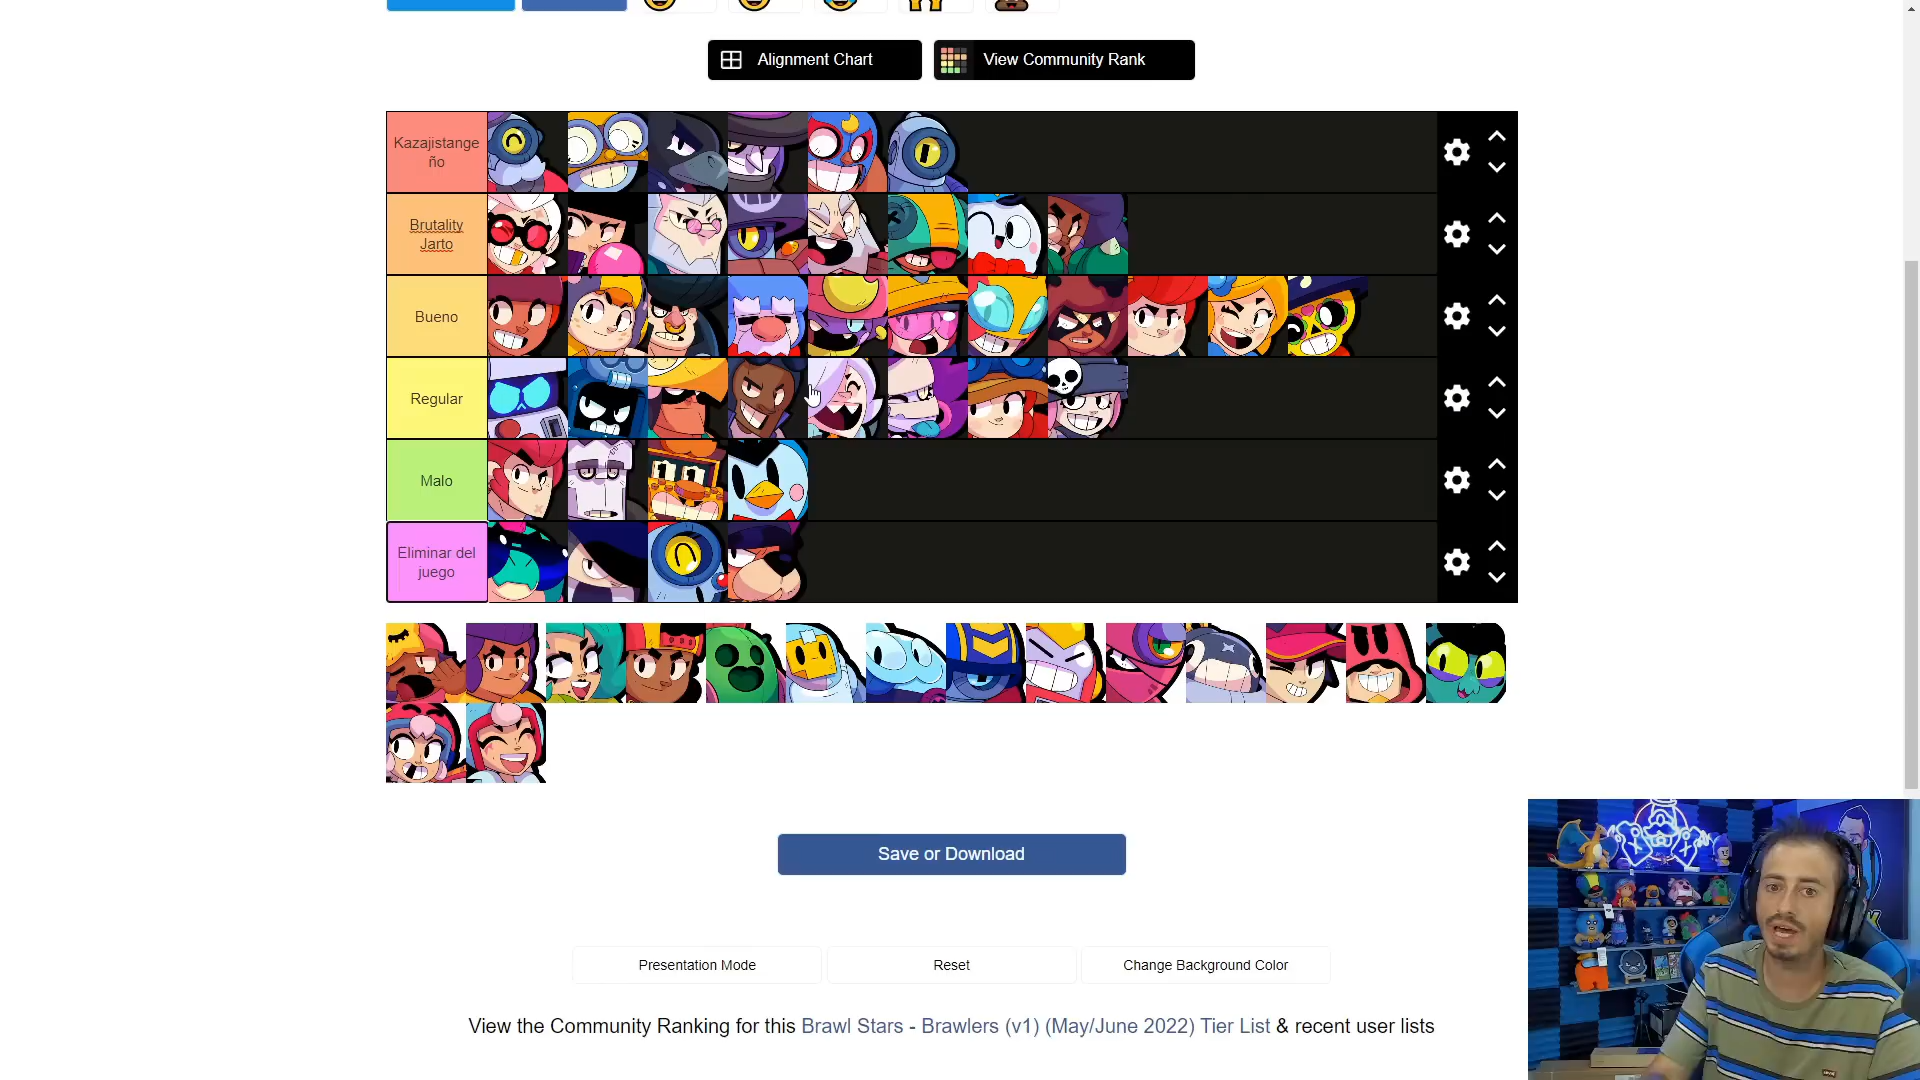 Alignment Chart
View Community Rank
Kazajistange
ño
Brutality
Jarto
Bueno
Regular
Malo
Eliminar del
juego
Save or Download
Presentation Mode
Reset
Change Background Color
View the Community Ranking for this Brawl Stars - Brawlers (v1) (May/June 2022) Tier List & recent user lists